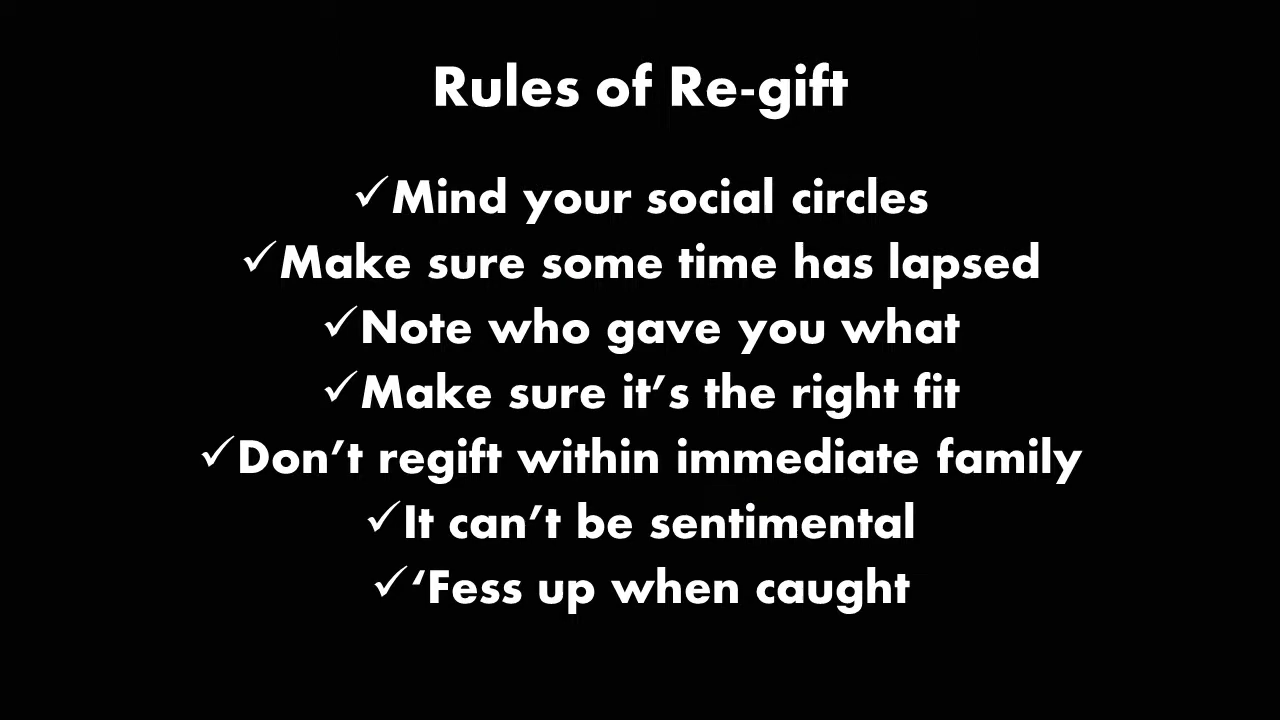 Rules of Re-gift
✓Mind your social circles
✓Make sure some time has lapsed
✓Note who gave you what
✓Make sure it’s the right fit
✓Don’t regift within immediate family
✓It can’t be sentimental
✓‘Fess up when caught